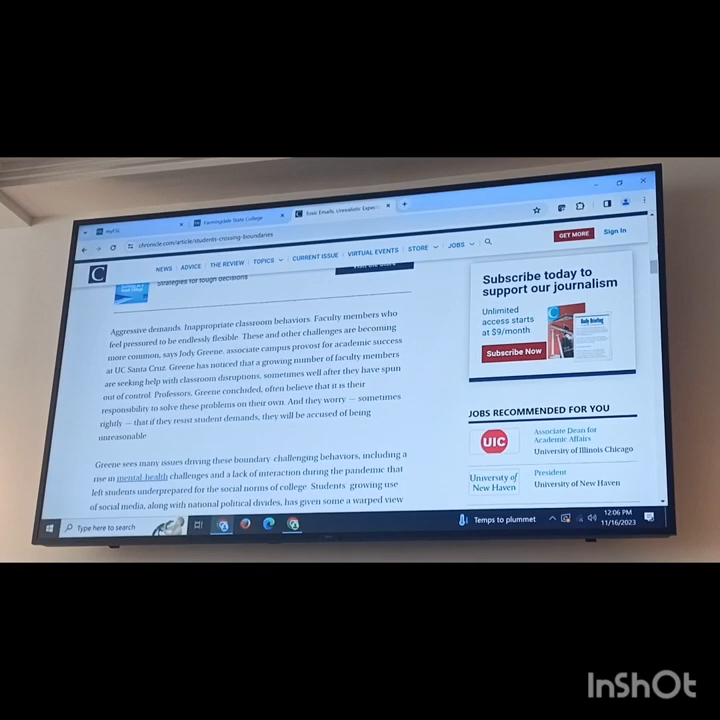 myFSC
Farmingdale State College
Toxic Emails, Unrealistic Expec
chronicle.com/article/students-crossing-boundaries
C
NEWS
ADVICE
THE REVIEW
TOPICS
CURRENT ISSUE
VIRTUAL EVENTS
STORE
JOBS
GET MORE
Sign In
Strategies for tough decisions
Aggressive demands. Inappropriate classroom behaviors. Faculty members who
feel pressured to be endlessly flexible. These and other challenges are becoming
more common, says Jody Greene, associate campus provost for academic success
at UC Santa Cruz. Greene has noticed that a growing number of faculty members
are seeking help with classroom disruptions, sometimes well after they have spun
out of control. Professors, Greene concluded, often believe that it is their
responsibility to solve these problems on their own. And they worry — sometimes
rightly — that if they resist student demands, they will be accused of being
unreasonable
Greene sees many issues driving these boundary-challenging behaviors, including a
rise in mental-health challenges and a lack of interaction during the pandemic that
left students underprepared for the social norms of college. Students' growing use
of social media, along with national political divides, has given some a warped view
Subscribe today to
support our journalism
Unlimited
access starts
at $9/month
Subscribe Now
Daily Briefing
JOBS RECOMMENDED FOR YOU
UIC
Associate Dean for
Academic Affairs
University of Illinois Chicago
University of
New Haven
President
University of New Haven
Type here to search
Temps to plummet
12:06 PM
11/16/2023
InShOt